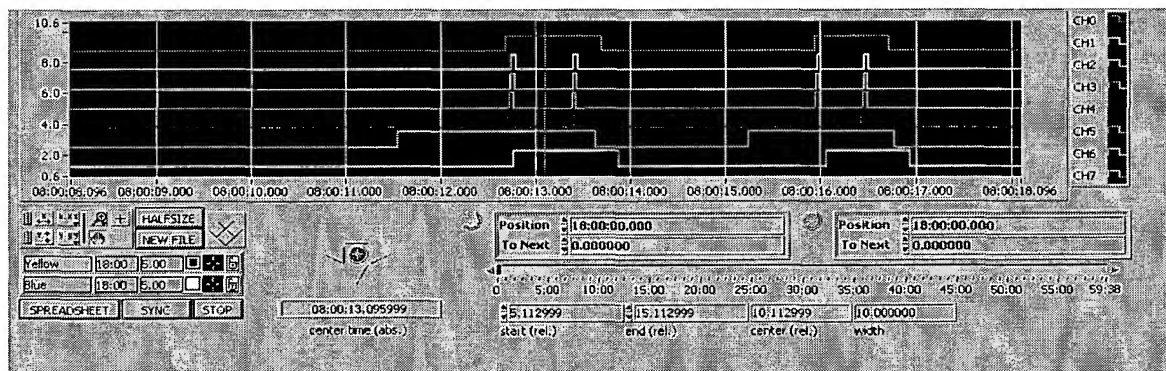 10.6
8.0
6.0
4.0
2.0
0.6
08:00:08.096 08:00:09.000 08:00:10.000 08:00:11.000 08:00:12.000 08:00:13.000 08:00:14.000 08:00:15.000 08:00:16.000 08:00:17.000 08:00:18.096
CH0
CH1
CH2
CH3
CH4
CH5
CH6
CH7
HALFSIZE
NEW FILE
Yellow 18:00 5.00
Blue 18:00 5.00
SPREADSHEET SYNC STOP
08:00:13.095999
center time (abs.)
Position 18:00:00.000
To Next 0.000000
Position 18:00:00.000
To Next 0.000000
0 5:00 10:00 15:00 20:00 25:00 30:00 35:00 40:00 45:00 50:00 55:00 59:38
5.112999 15.112999 10.112999 10.000000
start (rel.) end (rel.) center (rel.) width